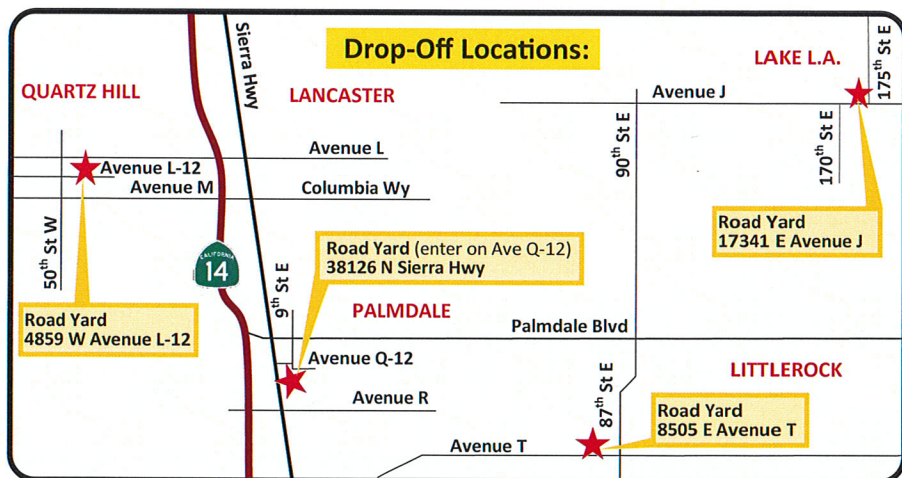 Drop-Off Locations:
QUARTZ HILL
LANCASTER
LAKE L.A.
Sierra Hwy
175th St E
Avenue J
90th St E
170th St E
Avenue L
Avenue L-12
Avenue M
Columbia Wy
50th St W
CALIFORNIA
14
Road Yard
17341 E Avenue J
Road Yard (enter on Ave Q-12)
38126 N Sierra Hwy
9th St E
Road Yard
4859 W Avenue L-12
PALMDALE
Palmdale Blvd
Avenue Q-12
LITTLEROCK
Avenue R
87th St E
Road Yard
8505 E Avenue T
Avenue T